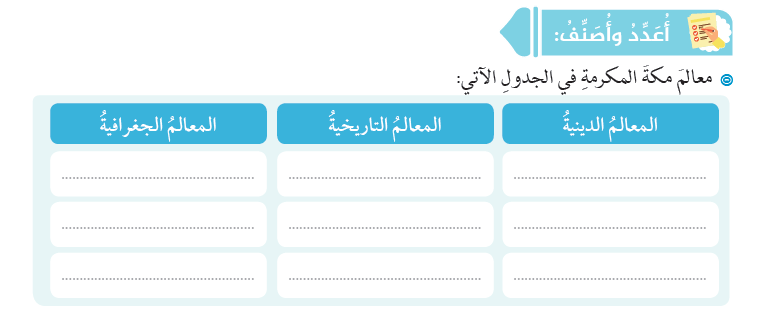 أُعَدِّدُ وأُصَنِّفُ:
معالمَ مكةَ المكرمةِ في الجدولِ الآتي:
المعالمُ الدينيةُ المعالمُ التاريخيةُ المعالمُ الجغرافيةُ